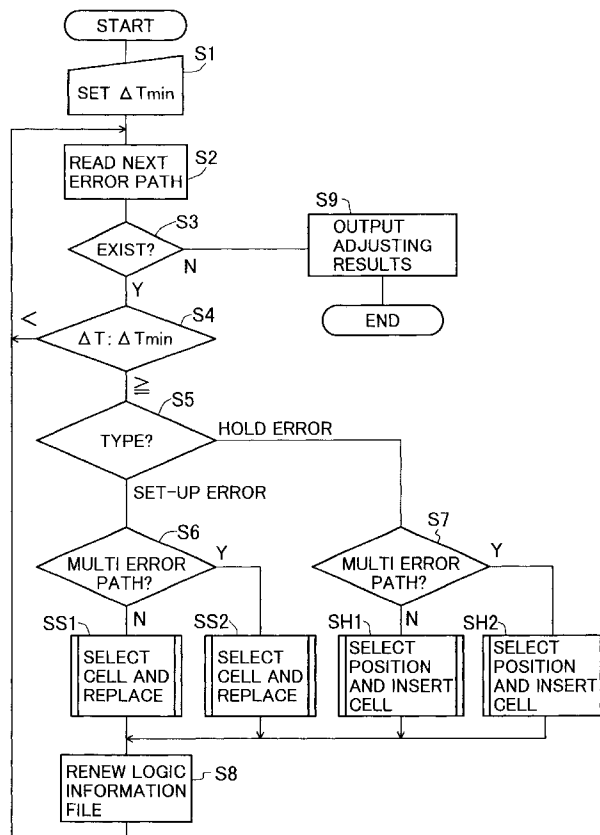 START
S1
SET ΔTmin
READ NEXT
ERROR PATH
S2
S3
EXIST?
N
Y
S9
OUTPUT
ADJUSTING
RESULTS
END
S4
<
ΔT : ΔTmin
≧
S5
TYPE?
HOLD ERROR
SET-UP ERROR
S6
MULTI ERROR
PATH?
Y
N
S7
MULTI ERROR
PATH?
Y
N
SS1
SELECT
CELL AND
REPLACE
SS2
SELECT
CELL AND
REPLACE
SH1
SELECT
POSITION
AND INSERT
CELL
SH2
SELECT
POSITION
AND INSERT
CELL
RENEW LOGIC
INFORMATION
FILE
S8